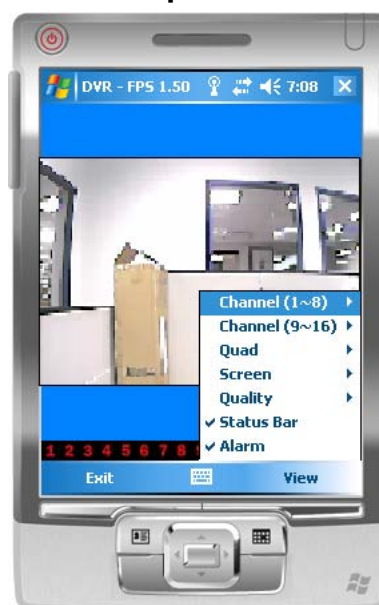 DVR - FPS 1.50 7:08
Channel (1~8)
Channel (9~16)
Quad
Screen
Quality
Status Bar
Alarm
1 2 3 4 5 6 7 8
Exit View